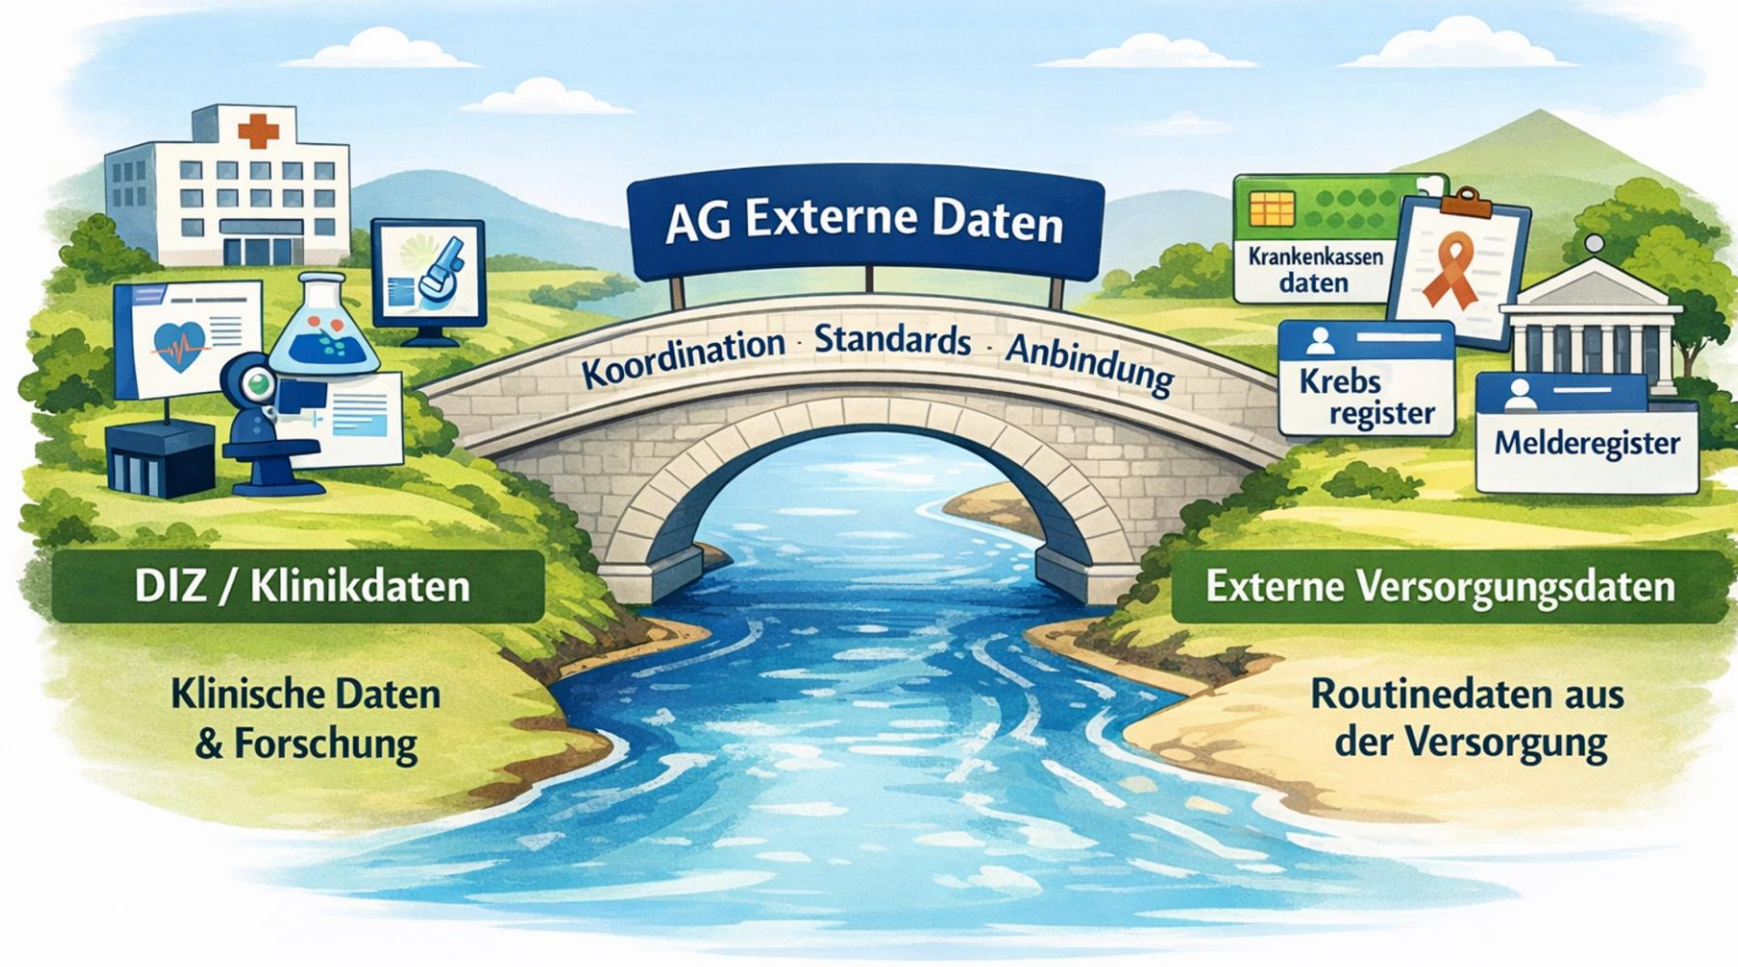 AG Externe Daten
Koordination · Standards · Anbindung
Krankenkassen
daten
Krebs
register
Melderegister
DIZ / Klinikdaten
Externe Versorgungsdaten
Klinische Daten
& Forschung
Routinedaten aus
der Versorgung